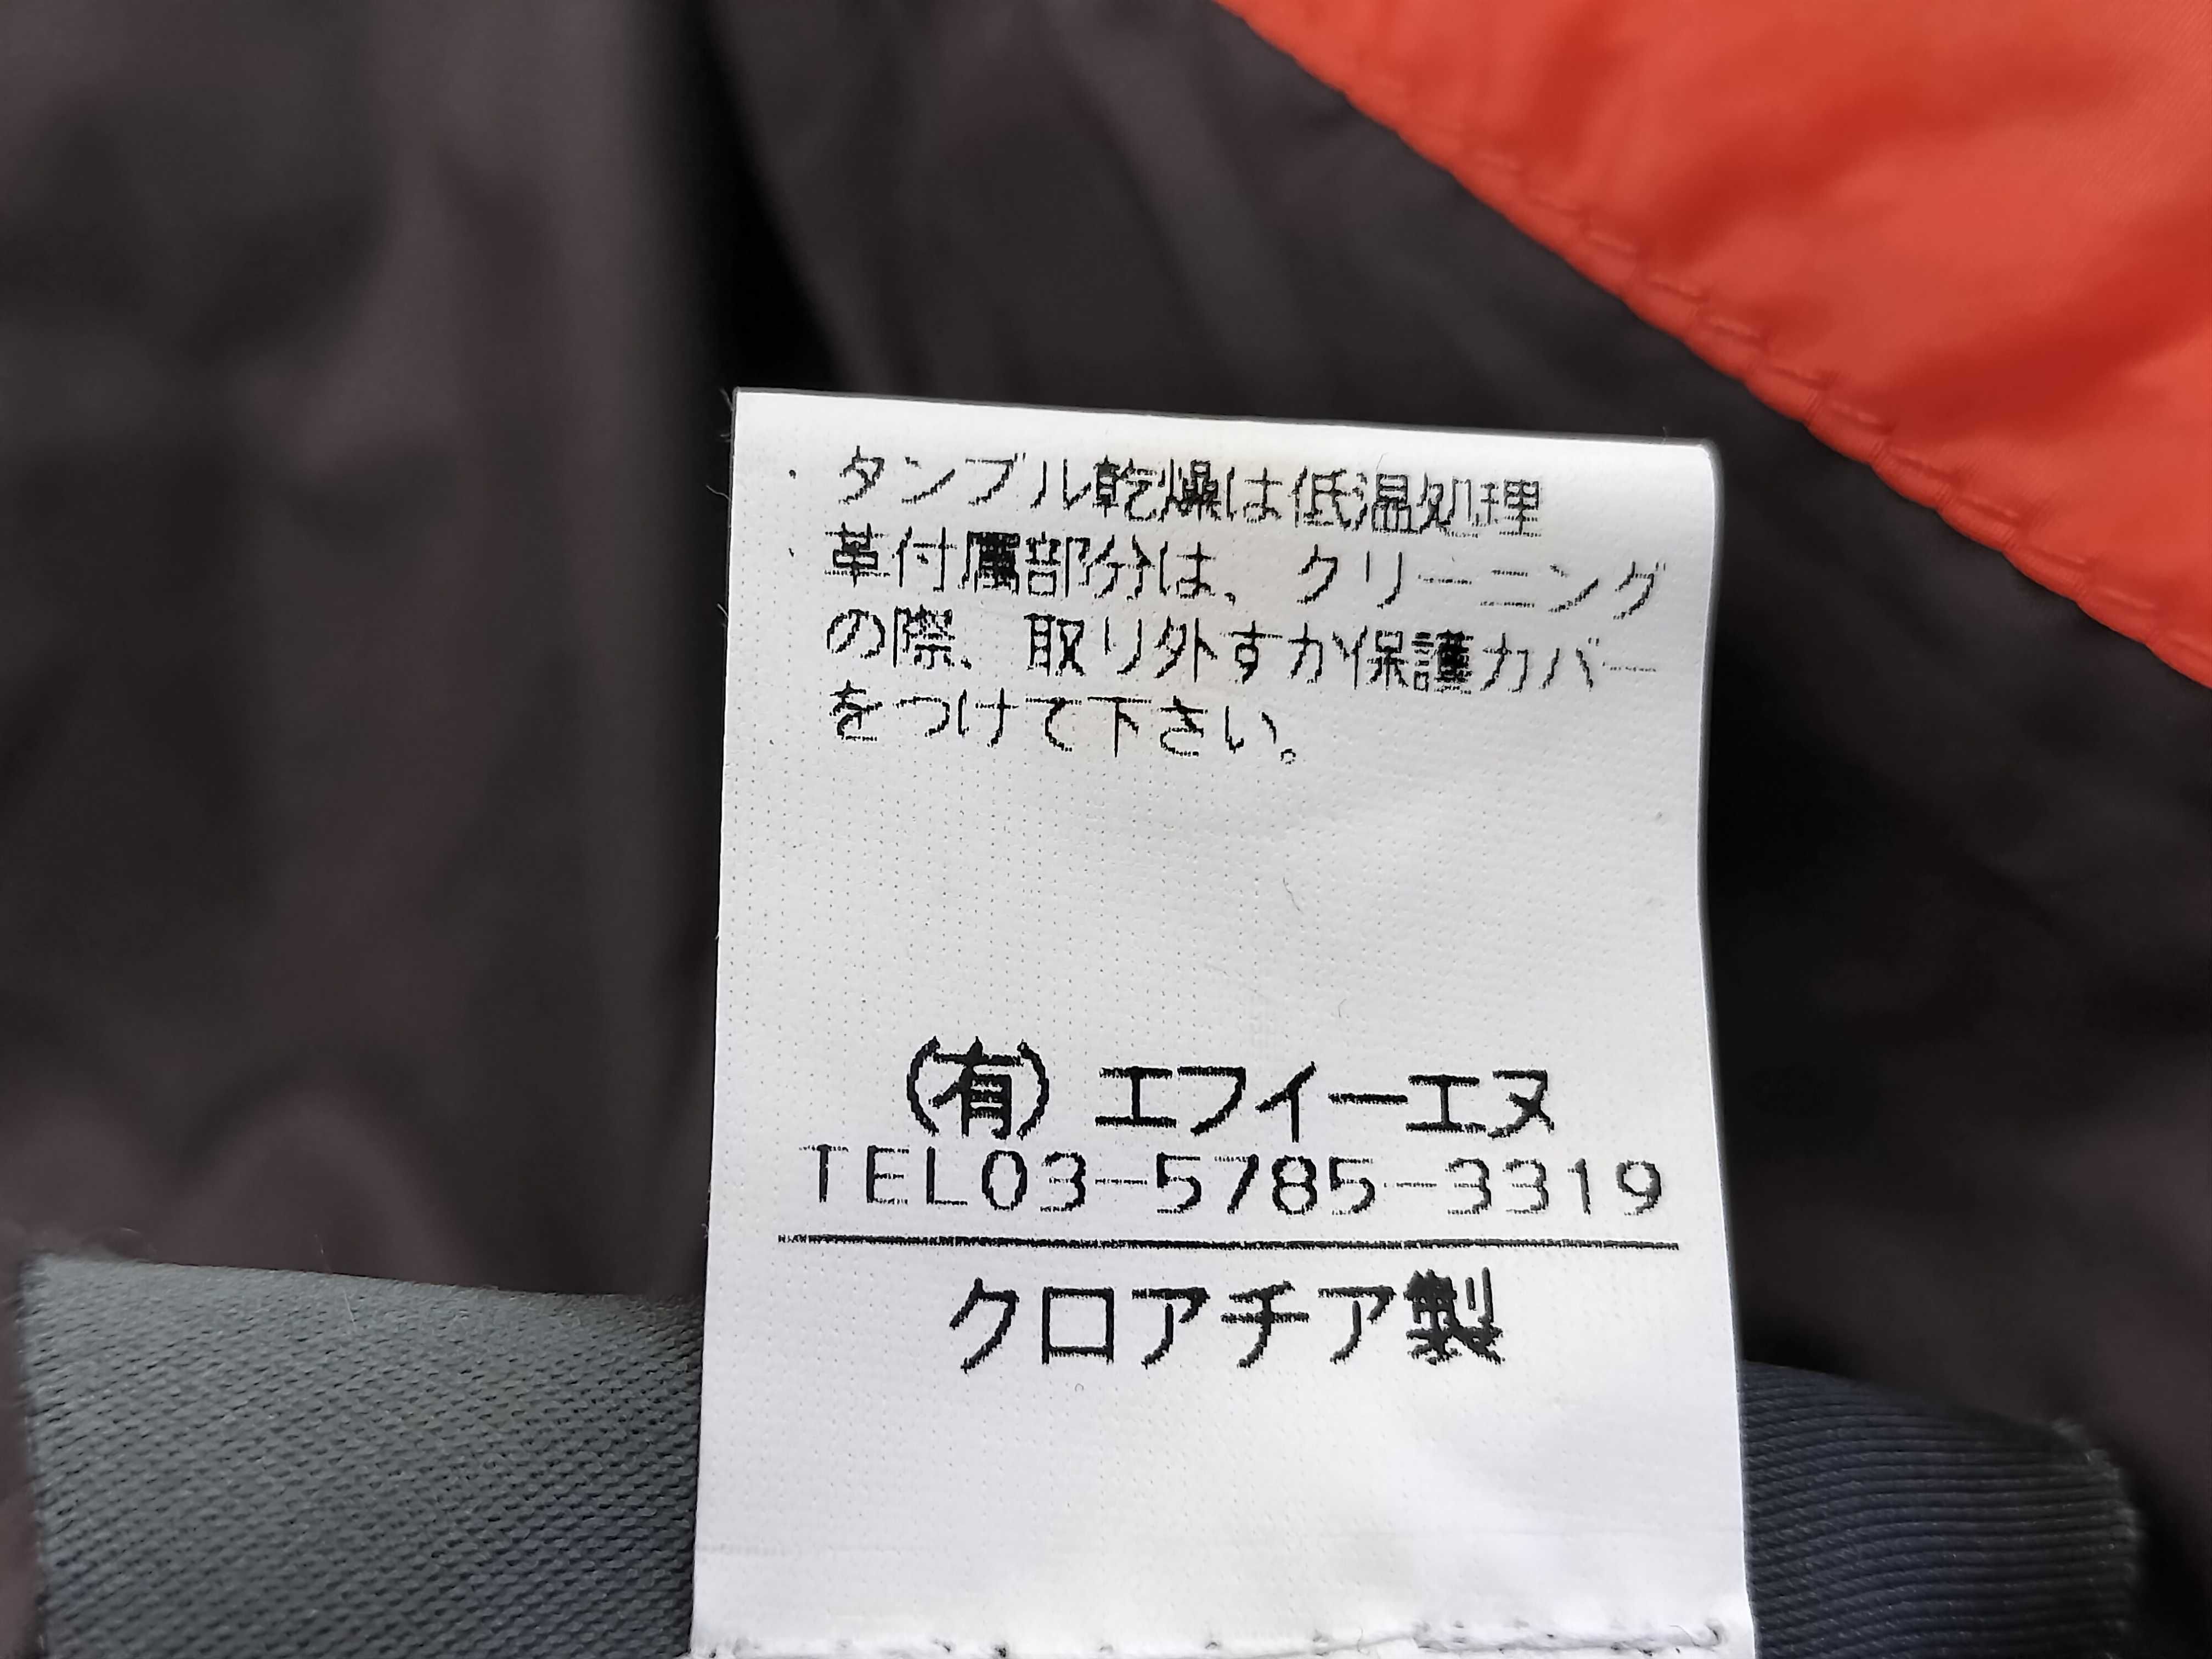 ・タンブル乾燥は低温処理
・革付属部分は、クリーニング
の際、取り外すか保護カバー
をつけて下さい。
(有) エフイーエヌ
TEL03-5785-3319
クロアチア製